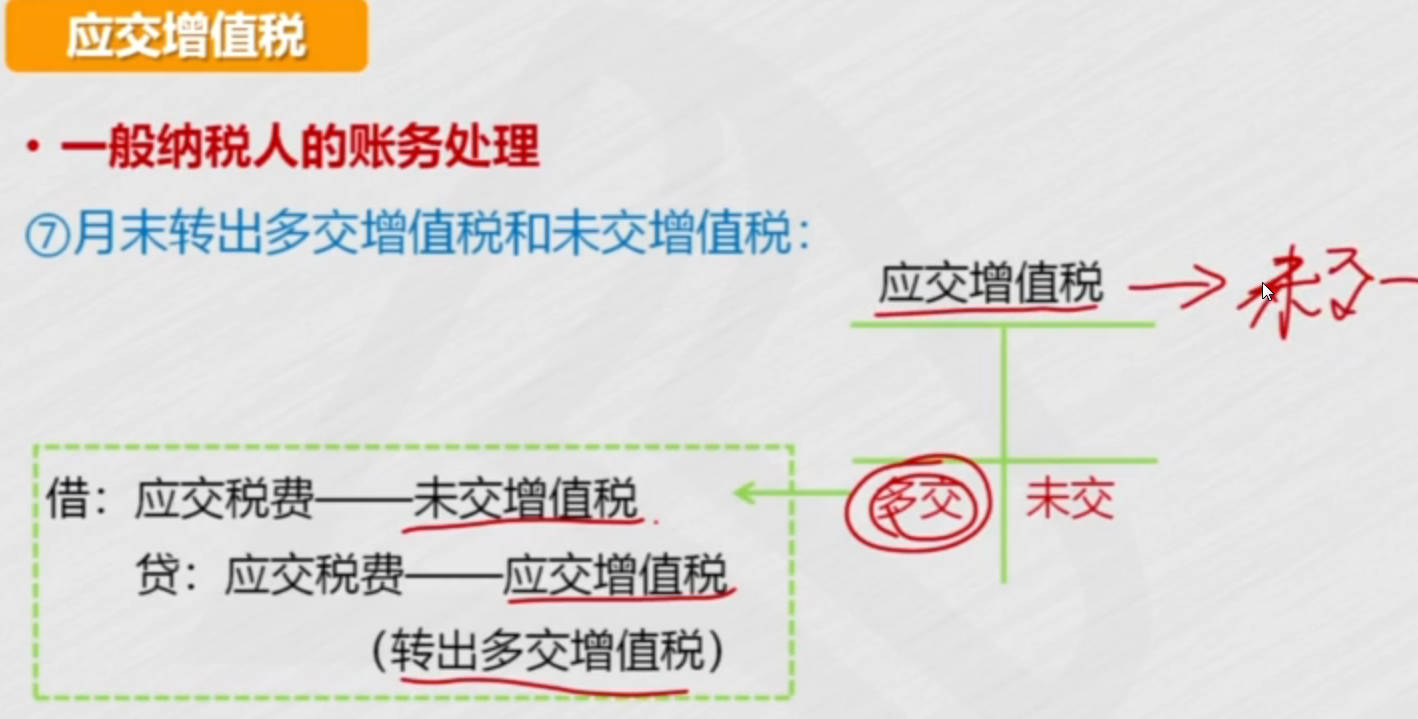 应交增值税
• 一般纳税人的账务处理
⑦月末转出多交增值税和未交增值税：
应交增值税 → 未交
多交 未交
借：应交税费——未交增值税
贷：应交税费——应交增值税
（转出多交增值税）